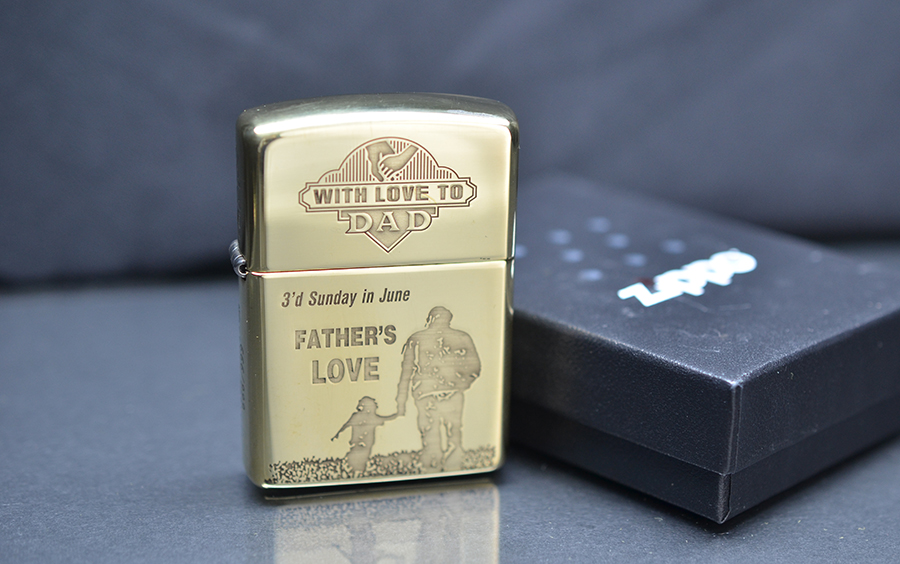 WITH LOVE TO
DAD
3'd Sunday in June
FATHER'S
LOVE
Zippo